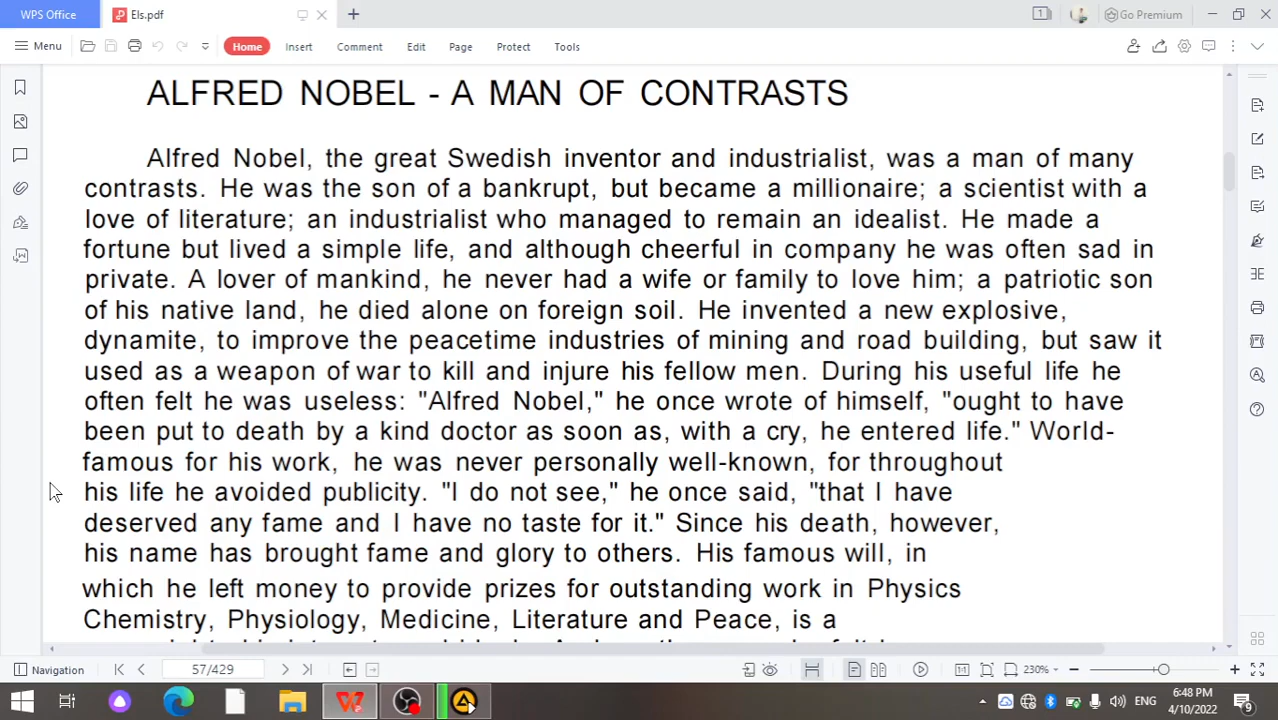 WPS Office
Els.pdf
Go Premium
Menu
Home
Insert
Comment
Edit
Page
Protect
Tools
ALFRED NOBEL - A MAN OF CONTRASTS
Alfred Nobel, the great Swedish inventor and industrialist, was a man of many
contrasts. He was the son of a bankrupt, but became a millionaire; a scientist with a
love of literature; an industrialist who managed to remain an idealist. He made a
fortune but lived a simple life, and although cheerful in company he was often sad in
private. A lover of mankind, he never had a wife or family to love him; a patriotic son
of his native land, he died alone on foreign soil. He invented a new explosive,
dynamite, to improve the peacetime industries of mining and road building, but saw it
used as a weapon of war to kill and injure his fellow men. During his useful life he
often felt he was useless: "Alfred Nobel," he once wrote of himself, "ought to have
been put to death by a kind doctor as soon as, with a cry, he entered life." World-
famous for his work, he was never personally well-known, for throughout
his life he avoided publicity. "I do not see," he once said, "that I have
deserved any fame and I have no taste for it." Since his death, however,
his name has brought fame and glory to others. His famous will, in
which he left money to provide prizes for outstanding work in Physics
Chemistry, Physiology, Medicine, Literature and Peace, is a
Navigation
57/429
230%
ENG
6:48 PM
4/10/2022